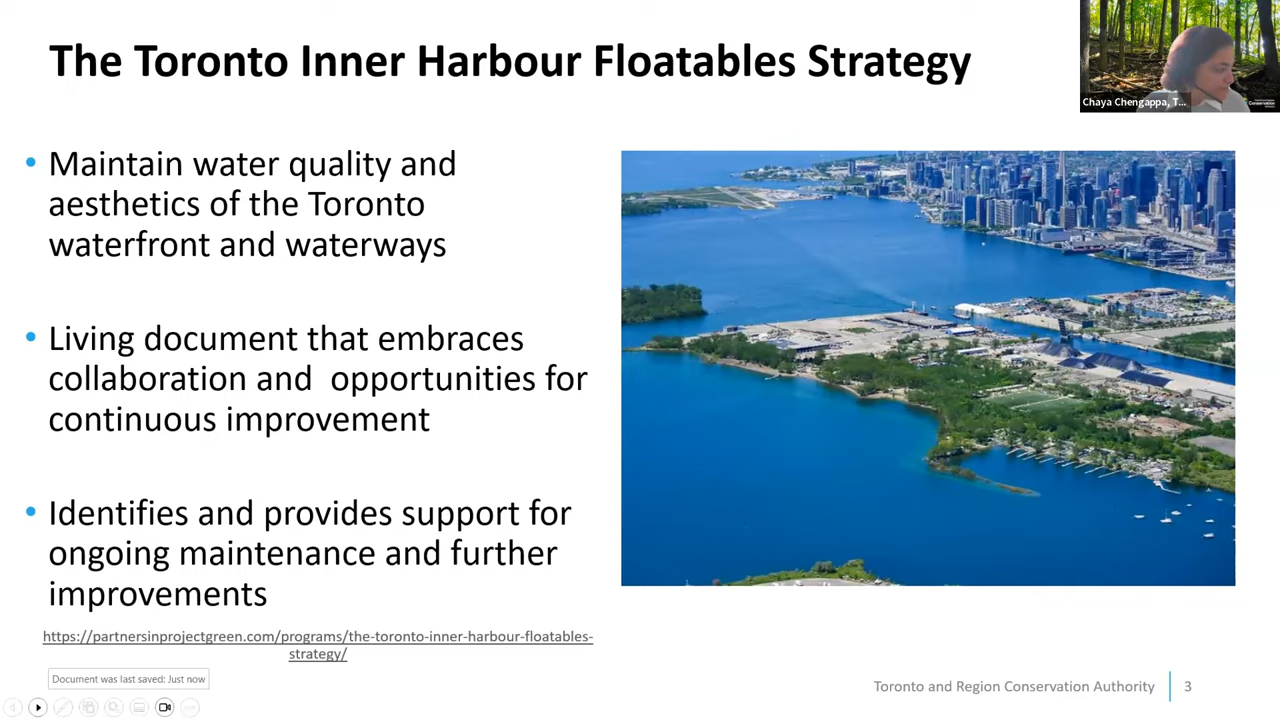 The Toronto Inner Harbour Floatables Strategy
Chaya Chengappa, T...
Maintain water quality and
aesthetics of the Toronto
waterfront and waterways
Living document that embraces
collaboration and opportunities for
continuous improvement
Identifies and provides support for
ongoing maintenance and further
improvements
https://partnersinprojectgreen.com/programs/the-toronto-inner-harbour-floatables-
strategy/
Document was last saved: Just now
Toronto and Region Conservation Authority
3